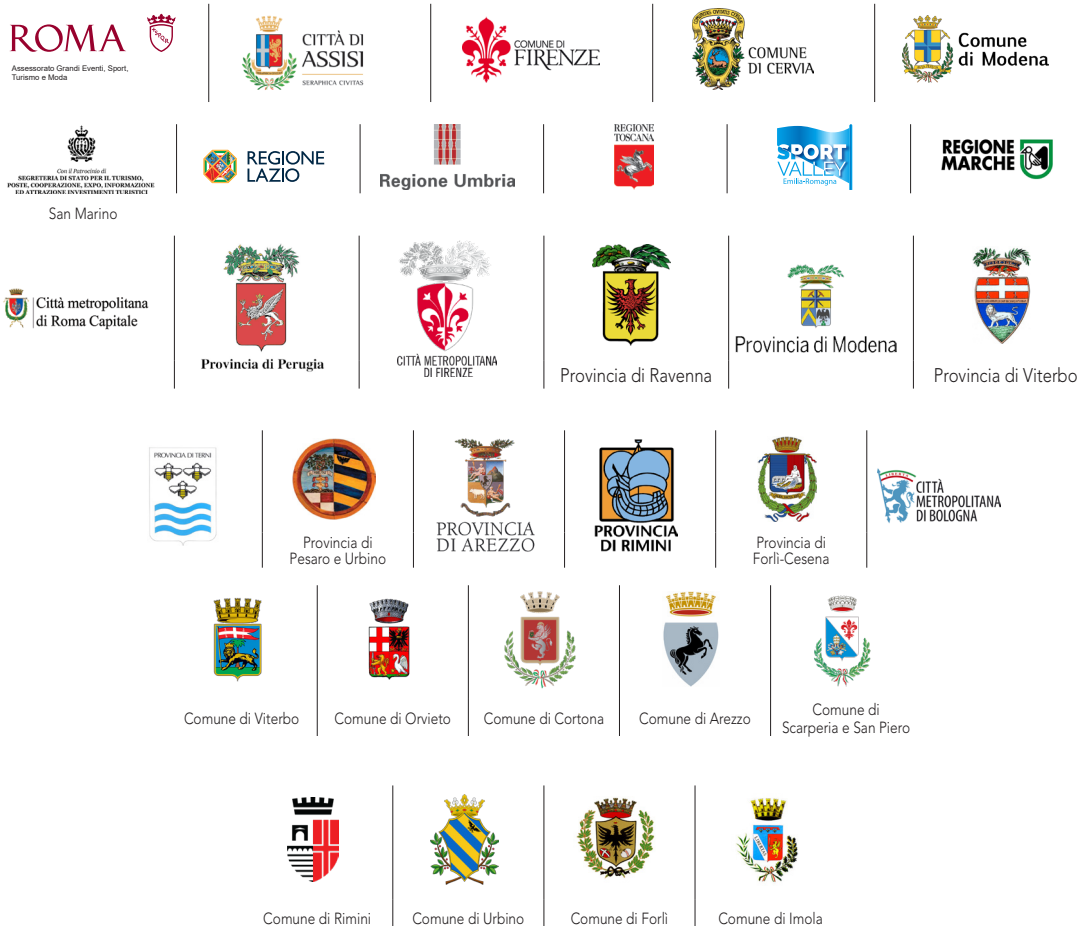 ROMA
Assessorato Grandi Eventi, Sport,
Turismo e Moda
CITTÀ DI
ASSISI
SERAPHICA CIVITAS
COMUNE DI
FIRENZE
COMUNE
DI CERVIA
Comune
di Modena
Con il Patrocinio di
SEGRETERIA DI STATO PER IL TURISMO,
POSTE, COOPERAZIONE, EXPO, INFORMAZIONE
ED ATTRAZIONE INVESTIMENTI TURISTICI
San Marino
REGIONE
LAZIO
Regione Umbria
REGIONE
TOSCANA
SPORT
VALLEY
Emilia-Romagna
REGIONE
MARCHE
Città metropolitana
di Roma Capitale
Provincia di Perugia
CITTÀ METROPOLITANA
DI FIRENZE
Provincia di Ravenna
Provincia di Modena
Provincia di Viterbo
PROVINCIA DI TERNI
Provincia di
Pesaro e Urbino
PROVINCIA
DI AREZZO
PROVINCIA
DI RIMINI
Provincia di
Forlì-Cesena
CITTÀ
METROPOLITANA
DI BOLOGNA
Comune di Viterbo
Comune di Orvieto
Comune di Cortona
Comune di Arezzo
Comune di
Scarperia e San Piero
Comune di Rimini
Comune di Urbino
Comune di Forlì
Comune di Imola